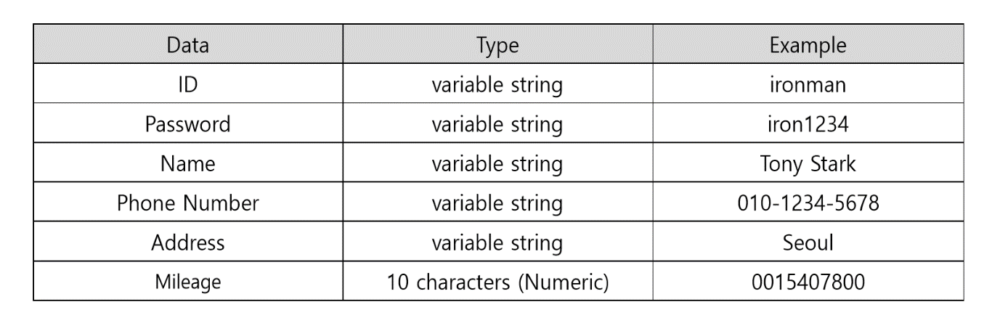 Data Type Example
ID variable string ironman
Password variable string iron1234
Name variable string Tony Stark
Phone Number variable string 010-1234-5678
Address variable string Seoul
Mileage 10 characters (Numeric) 0015407800